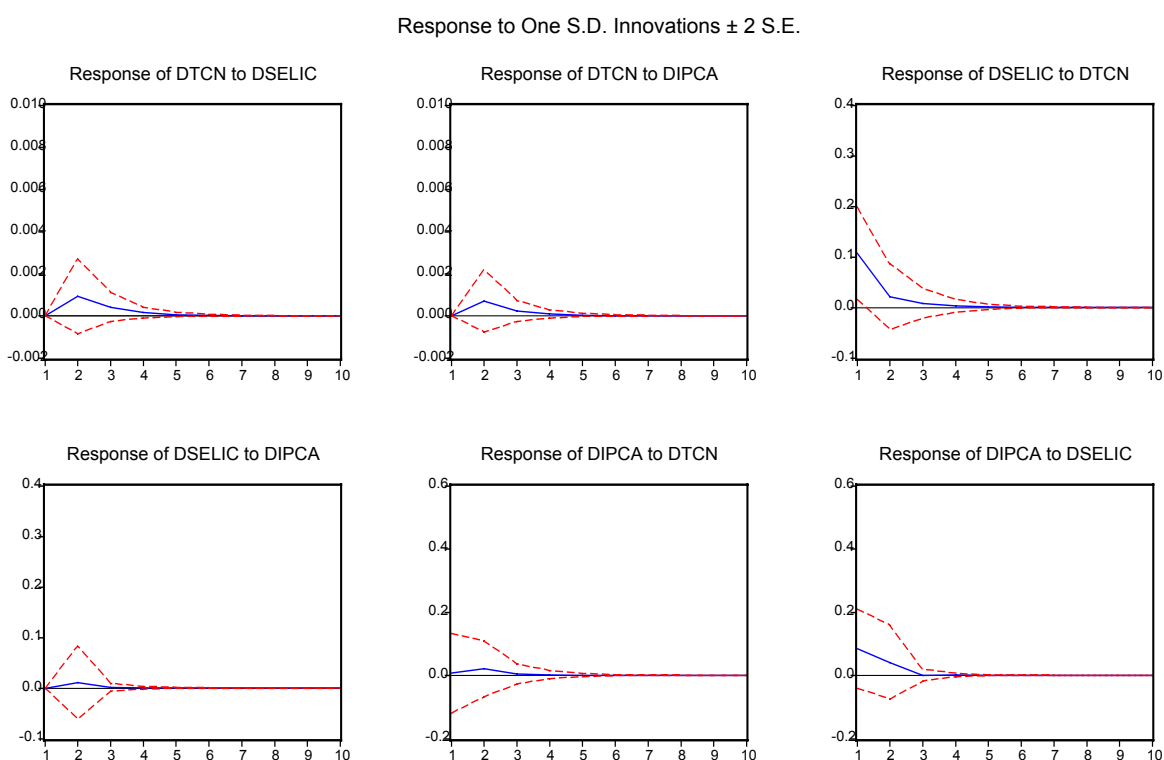 Response to One S.D. Innovations ± 2 S.E.
Response of DTCN to DSELIC
0.010
0.008
0.006
0.004
0.002
0.000
-0.002
1 2 3 4 5 6 7 8 9 10
Response of DTCN to DIPCA
0.010
0.008
0.006
0.004
0.002
0.000
-0.002
1 2 3 4 5 6 7 8 9 10
Response of DSELIC to DTCN
0.4
0.3
0.2
0.1
0.0
-0.1
1 2 3 4 5 6 7 8 9 10
Response of DSELIC to DIPCA
0.4
0.3
0.2
0.1
0.0
-0.1
1 2 3 4 5 6 7 8 9 10
Response of DIPCA to DTCN
0.6
0.4
0.2
0.0
-0.2
1 2 3 4 5 6 7 8 9 10
Response of DIPCA to DSELIC
0.6
0.4
0.2
0.0
-0.2
1 2 3 4 5 6 7 8 9 10